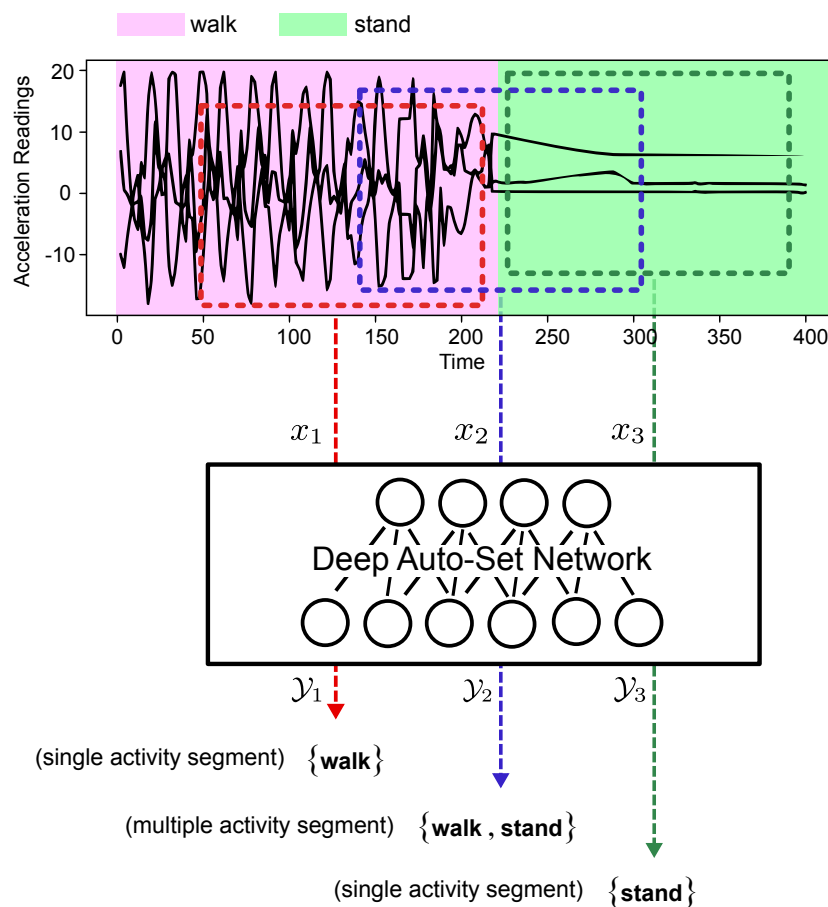 walk stand
Acceleration Readings
20
10
0
-10
0 50 100 150 200 250 300 350 400
Time
x₁ x₂ x₃
Deep Auto-Set Network
𝒴₁ 𝒴₂ 𝒴₃
(single activity segment) {walk}
(multiple activity segment) {walk , stand}
(single activity segment) {stand}